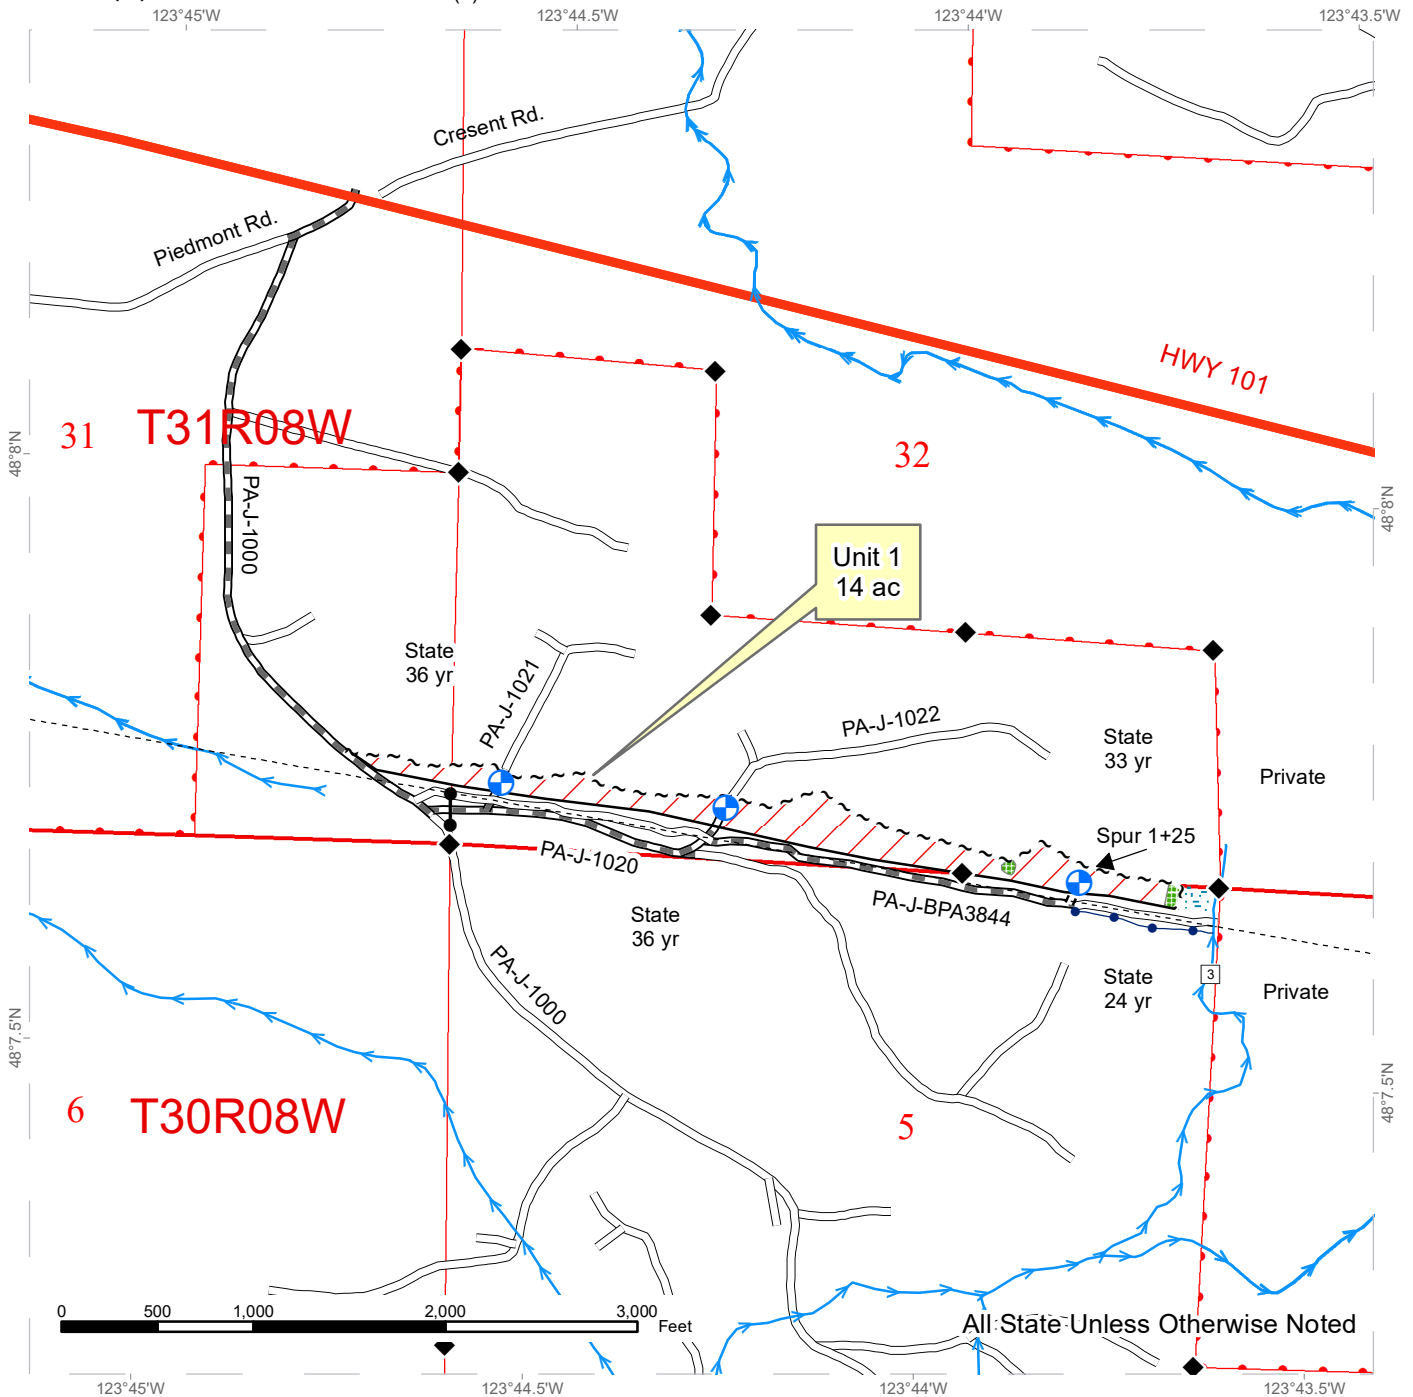 123°45'W
123°44.5'W
123°44'W
123°43.5'W
Cresent Rd.
Piedmont Rd.
HWY 101
31
T31R08W
32
48°8'N
48°8'N
PA-J-1000
Unit 1
14 ac
State
36 yr
PA-J-1021
PA-J-1022
State
33 yr
Private
Spur 1+25
PA-J-1020
PA-J-BPA3844
State
36 yr
PA-J-1000
State
24 yr
3
Private
48°7.5'N
48°7.5'N
6
T30R08W
5
0
500
1,000
2,000
3,000
Feet
All State Unless Otherwise Noted
123°45'W
123°44.5'W
123°44'W
123°43.5'W